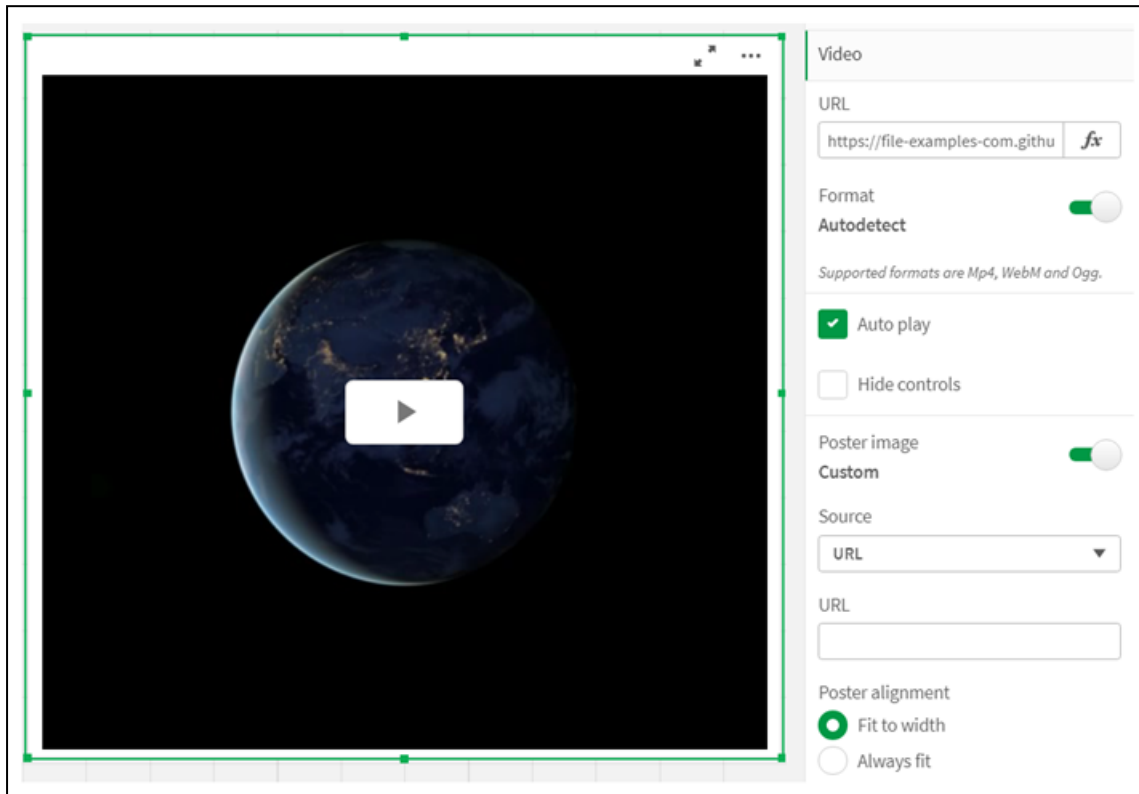 Video
URL
https://file-examples-com.githu
fx
Format
Autodetect
Supported formats are Mp4, WebM and Ogg.
Auto play
Hide controls
Poster image
Custom
Source
URL
URL
Poster alignment
Fit to width
Always fit